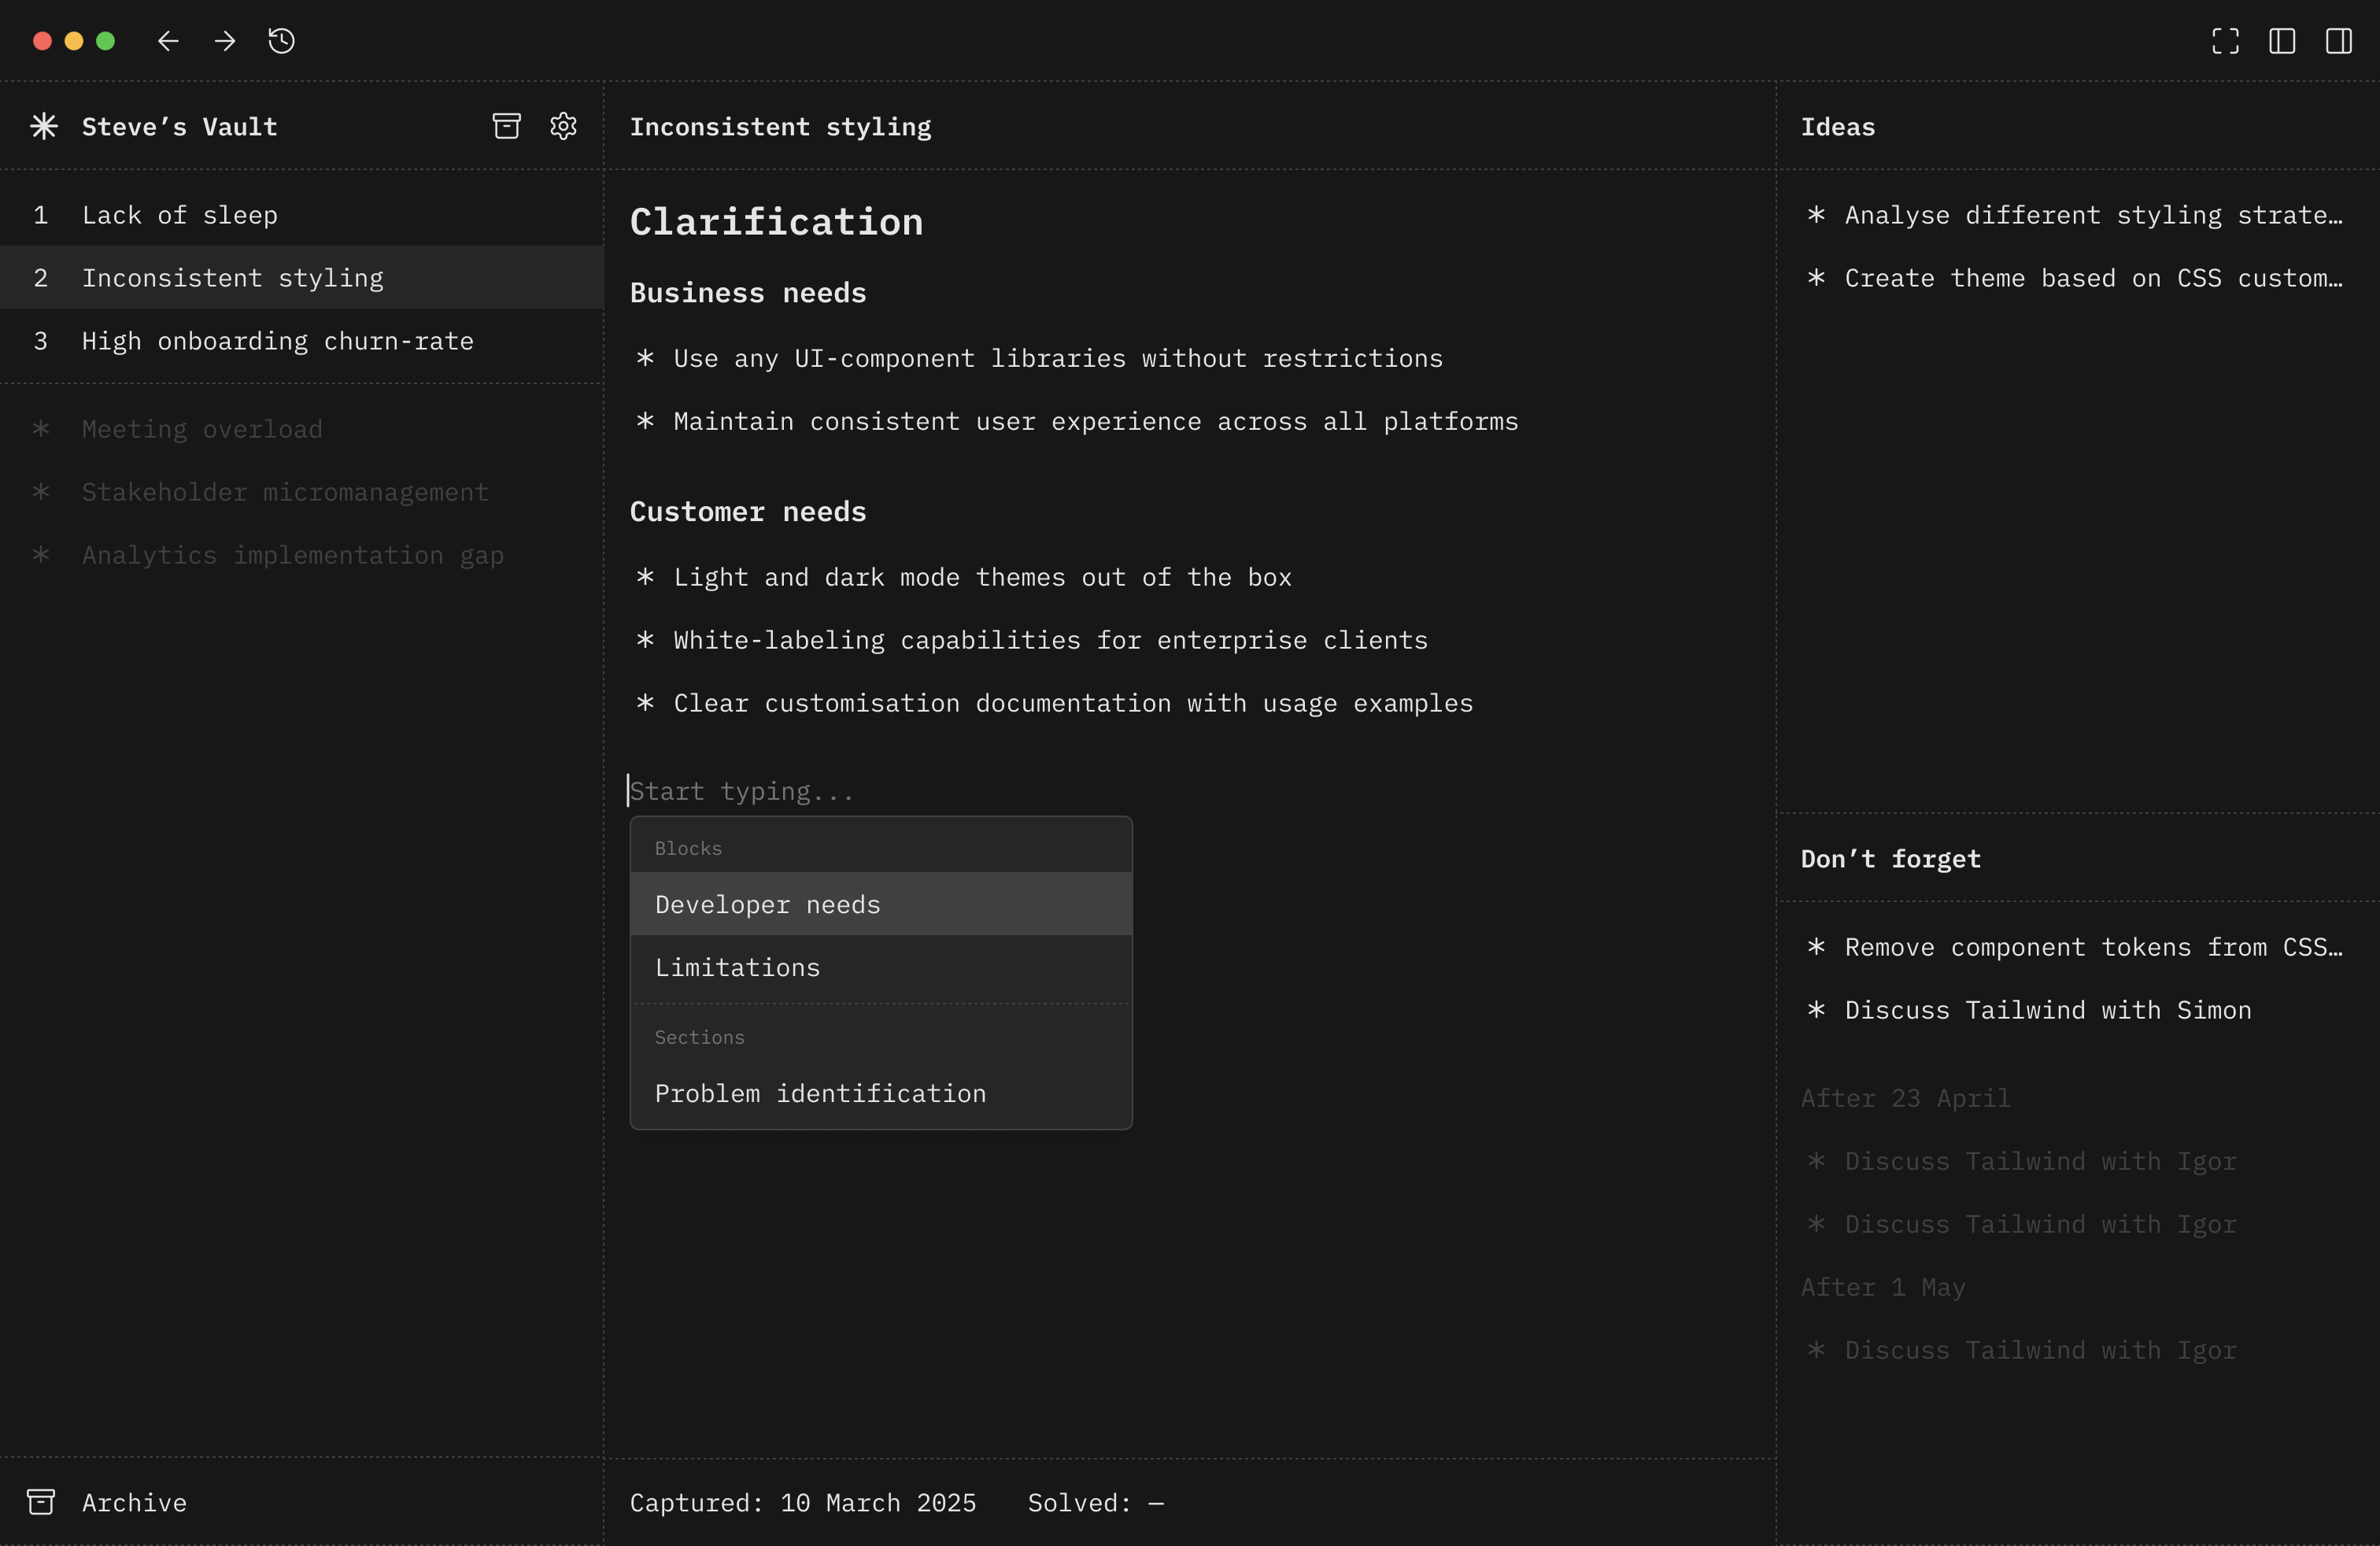 Steve’s Vault
1 Lack of sleep
2 Inconsistent styling
3 High onboarding churn-rate
* Meeting overload
* Stakeholder micromanagement
* Analytics implementation gap
Archive
Inconsistent styling
Clarification
Business needs
* Use any UI-component libraries without restrictions
* Maintain consistent user experience across all platforms
Customer needs
* Light and dark mode themes out of the box
* White-labeling capabilities for enterprise clients
* Clear customisation documentation with usage examples
Start typing...
Blocks
Developer needs
Limitations
Sections
Problem identification
Captured: 10 March 2025 Solved: —
Ideas
* Analyse different styling strate…
* Create theme based on CSS custom…
Don’t forget
* Remove component tokens from CSS…
* Discuss Tailwind with Simon
After 23 April
* Discuss Tailwind with Igor
* Discuss Tailwind with Igor
After 1 May
* Discuss Tailwind with Igor